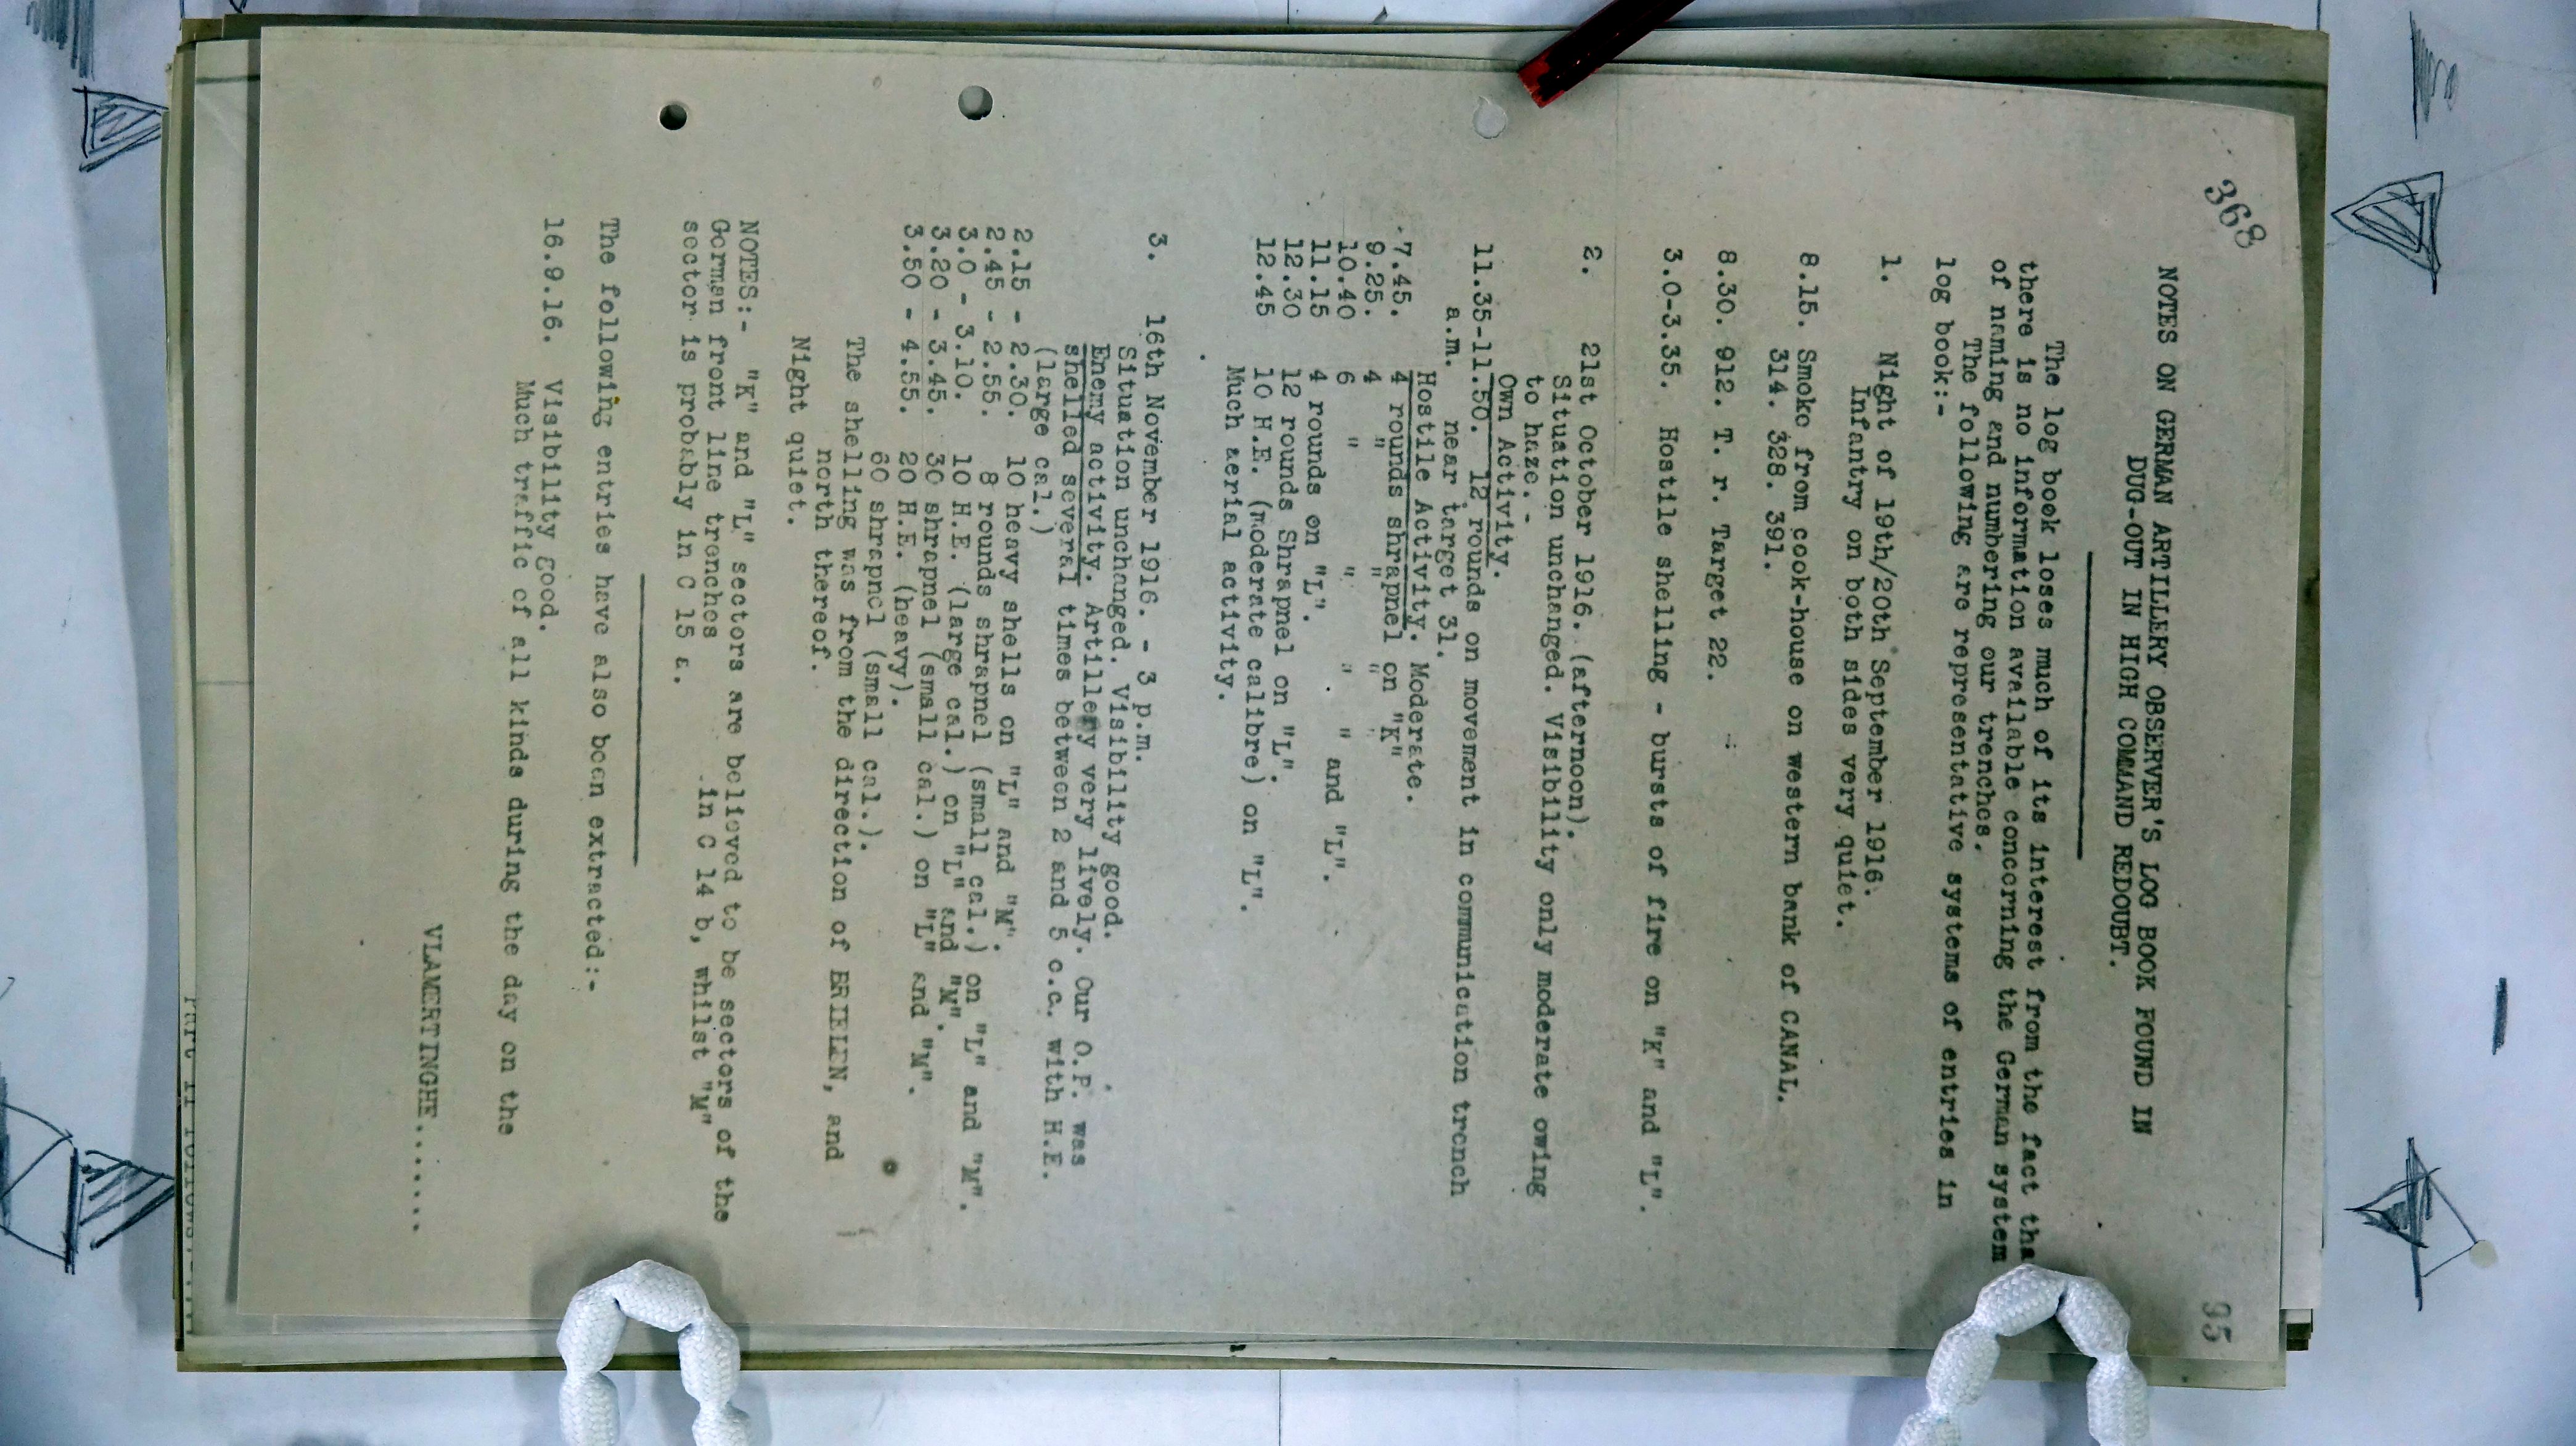 368
95
NOTES ON GERMAN ARTILLERY OBSERVER'S LOG BOOK FOUND IN
DUG-OUT IN HIGH COMMAND REDOUBT.
The log book loses much of its interest from the fact tha
there is no information available concerning the German system
of naming and numbering our trenches.
The following are representative systems of entries in
log book:-
1. Night of 19th/20th September 1916.
Infantry on both sides very quiet.
8.15. Smoke from cook-house on western bank of CANAL.
314. 328. 391.
8.30. 912. T. r. Target 22.
3.0-3.35. Hostile shelling - bursts of fire on "K" and "L".
2. 21st October 1916. (afternoon).
Situation unchanged. Visibility only moderate owing
to haze. -
Own Activity.
11.35-11.50. 12 rounds on movement in communication trench
a.m. near target 31.
Hostile Activity. Moderate.
7.45. 4 rounds shrapnel on "K"
9.25. 4 " " "
10.40 6 " " " " and "L".
11.15 4 rounds on "L".
12.30 12 rounds Shrapnel on "L".
12.45 10 H.E. (moderate calibre) on "L".
Much aerial activity.
3. 16th November 1916. - 3 p.m.
Situation unchanged. Visibility good.
Enemy activity. Artillery very lively. Our O.P. was
shelled several times between 2 and 5 c.c. with H.E.
(large cal.)
2.15 - 2.30. 10 heavy shells on "L" and "M".
2.45 - 2.55. 8 rounds shrapnel (small cal.) on "L" and "M".
3.0 - 3.10. 10 H.E. (large cal.) on "L" and "M".
3.20 - 3.45. 30 shrapnel (small cal.) on "L" and "M".
3.50 - 4.55. 20 H.E. (heavy).
60 shrapnel (small cal.).
The shelling was from the direction of BRIELEN, and
north thereof.
Night quiet.
NOTES:- "K" and "L" sectors are believed to be sectors of the
German front line trenches in C 14 b, whilst "M"
sector is probably in C 15 a.
The following entries have also been extracted:-
16.9.16. Visibility good.
Much traffic of all kinds during the day on the
VLAMERTINGHE.......
Part II follows